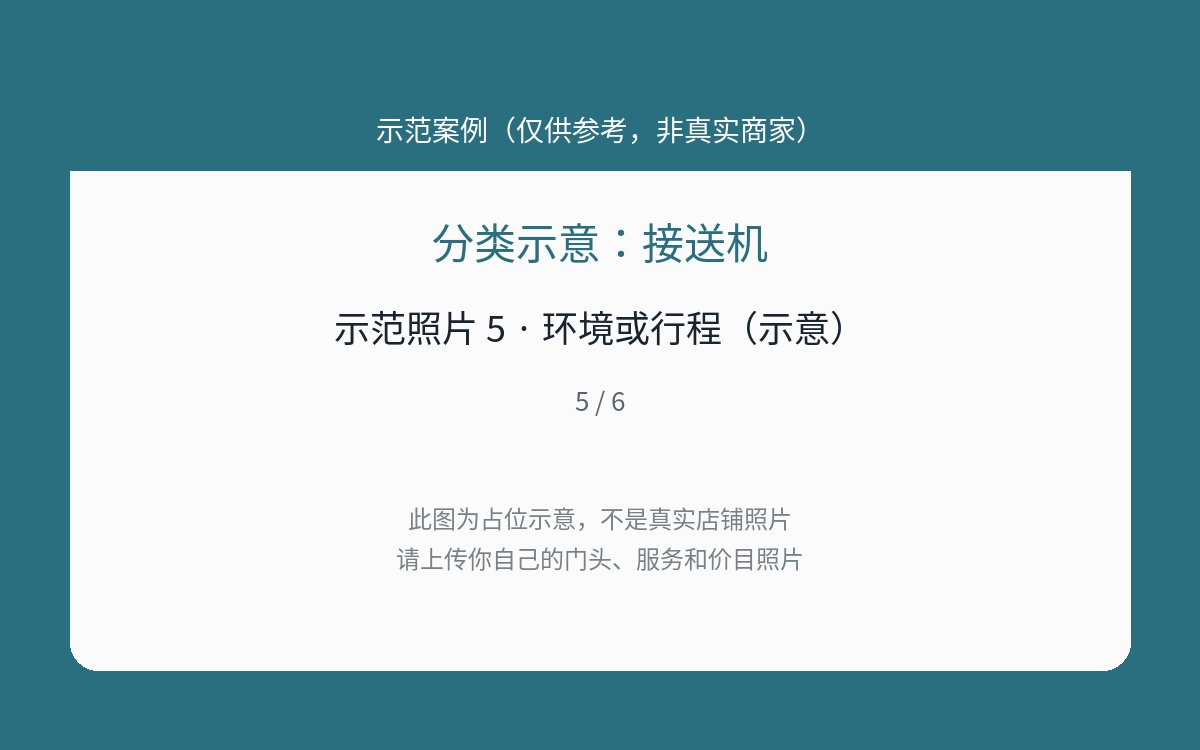 示范案例（仅供参考，非真实商家）
分类示意：接送机
示范照片 5 · 环境或行程（示意）
5 / 6
此图为占位示意，不是真实店铺照片
请上传你自己的门头、服务和价目照片